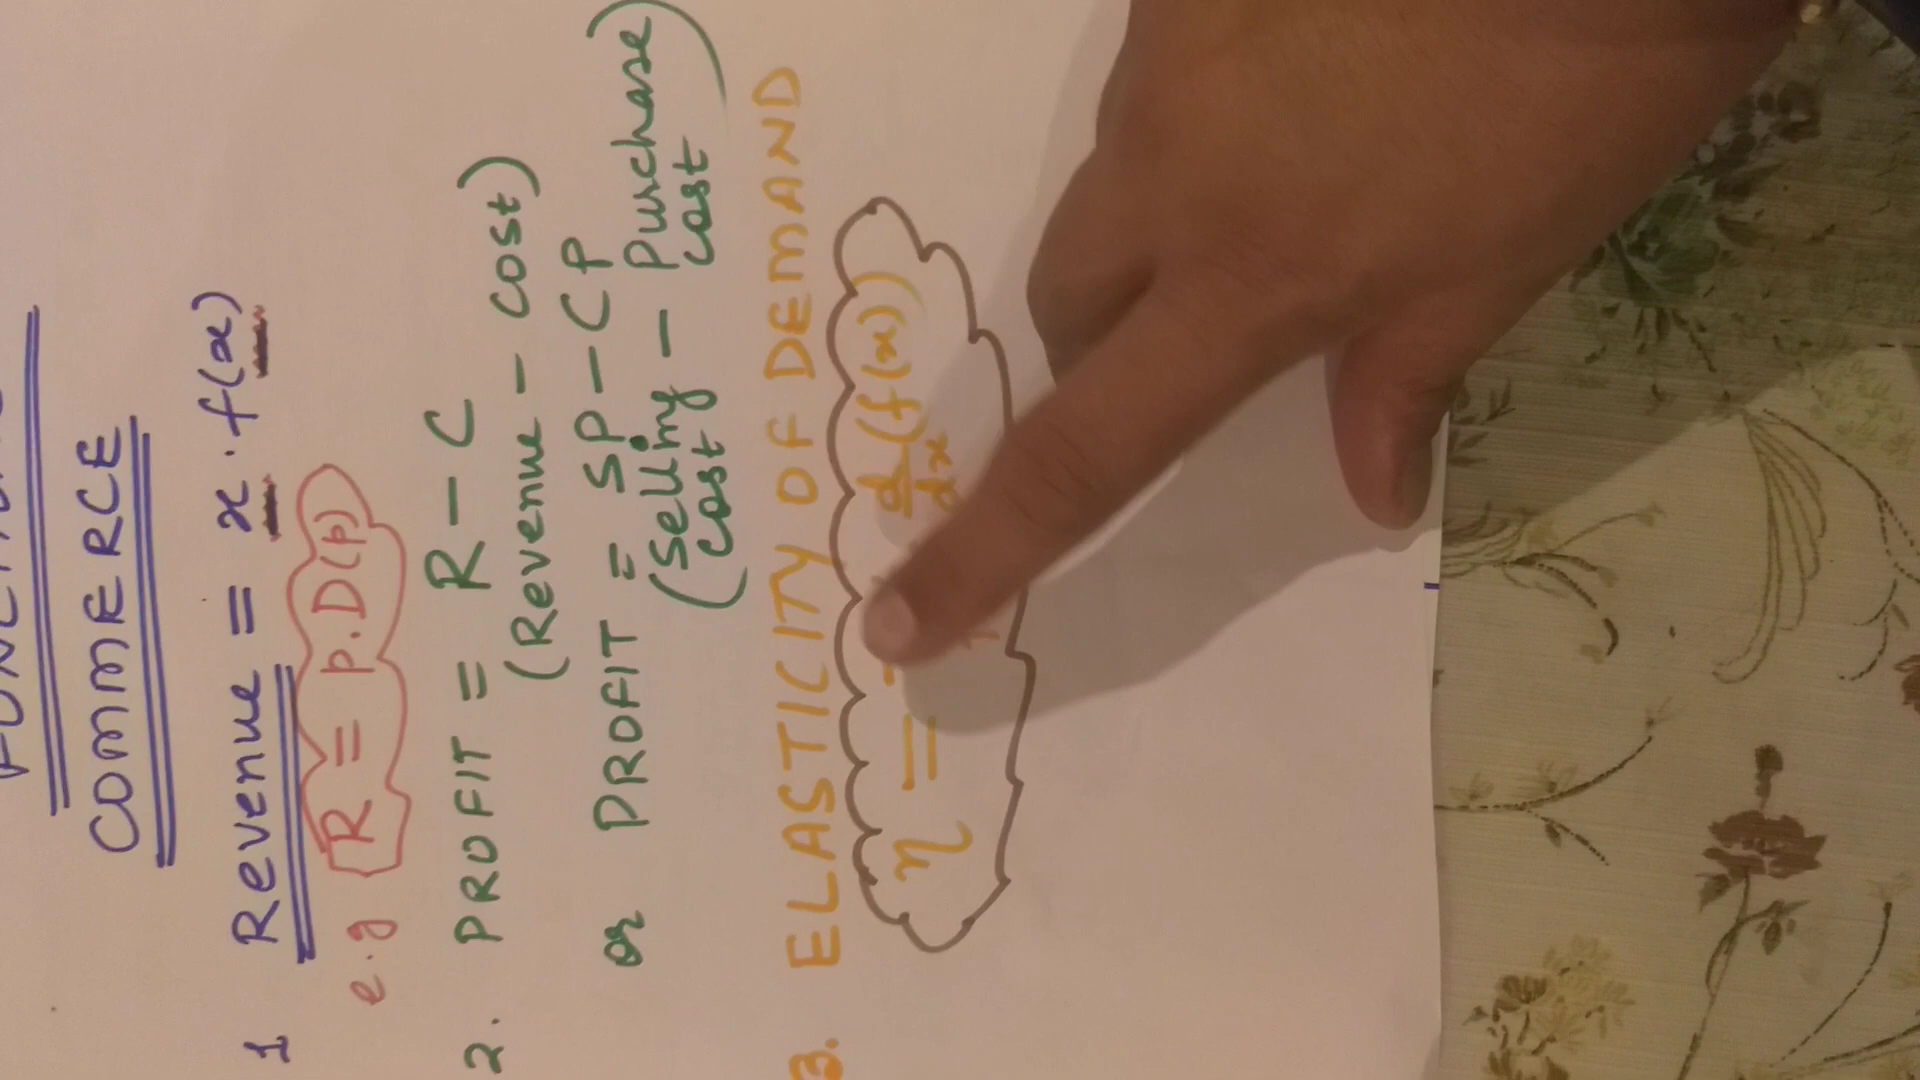 COMMERCE
1 Revenue = x . f(x)
e.g R = p. D(p)
2. PROFIT = R - C
(Revenue - cost)
or PROFIT = SP - CP
(Selling cost - Purchase cost)
3. ELASTICITY OF DEMAND
η = d/dx (f(x))